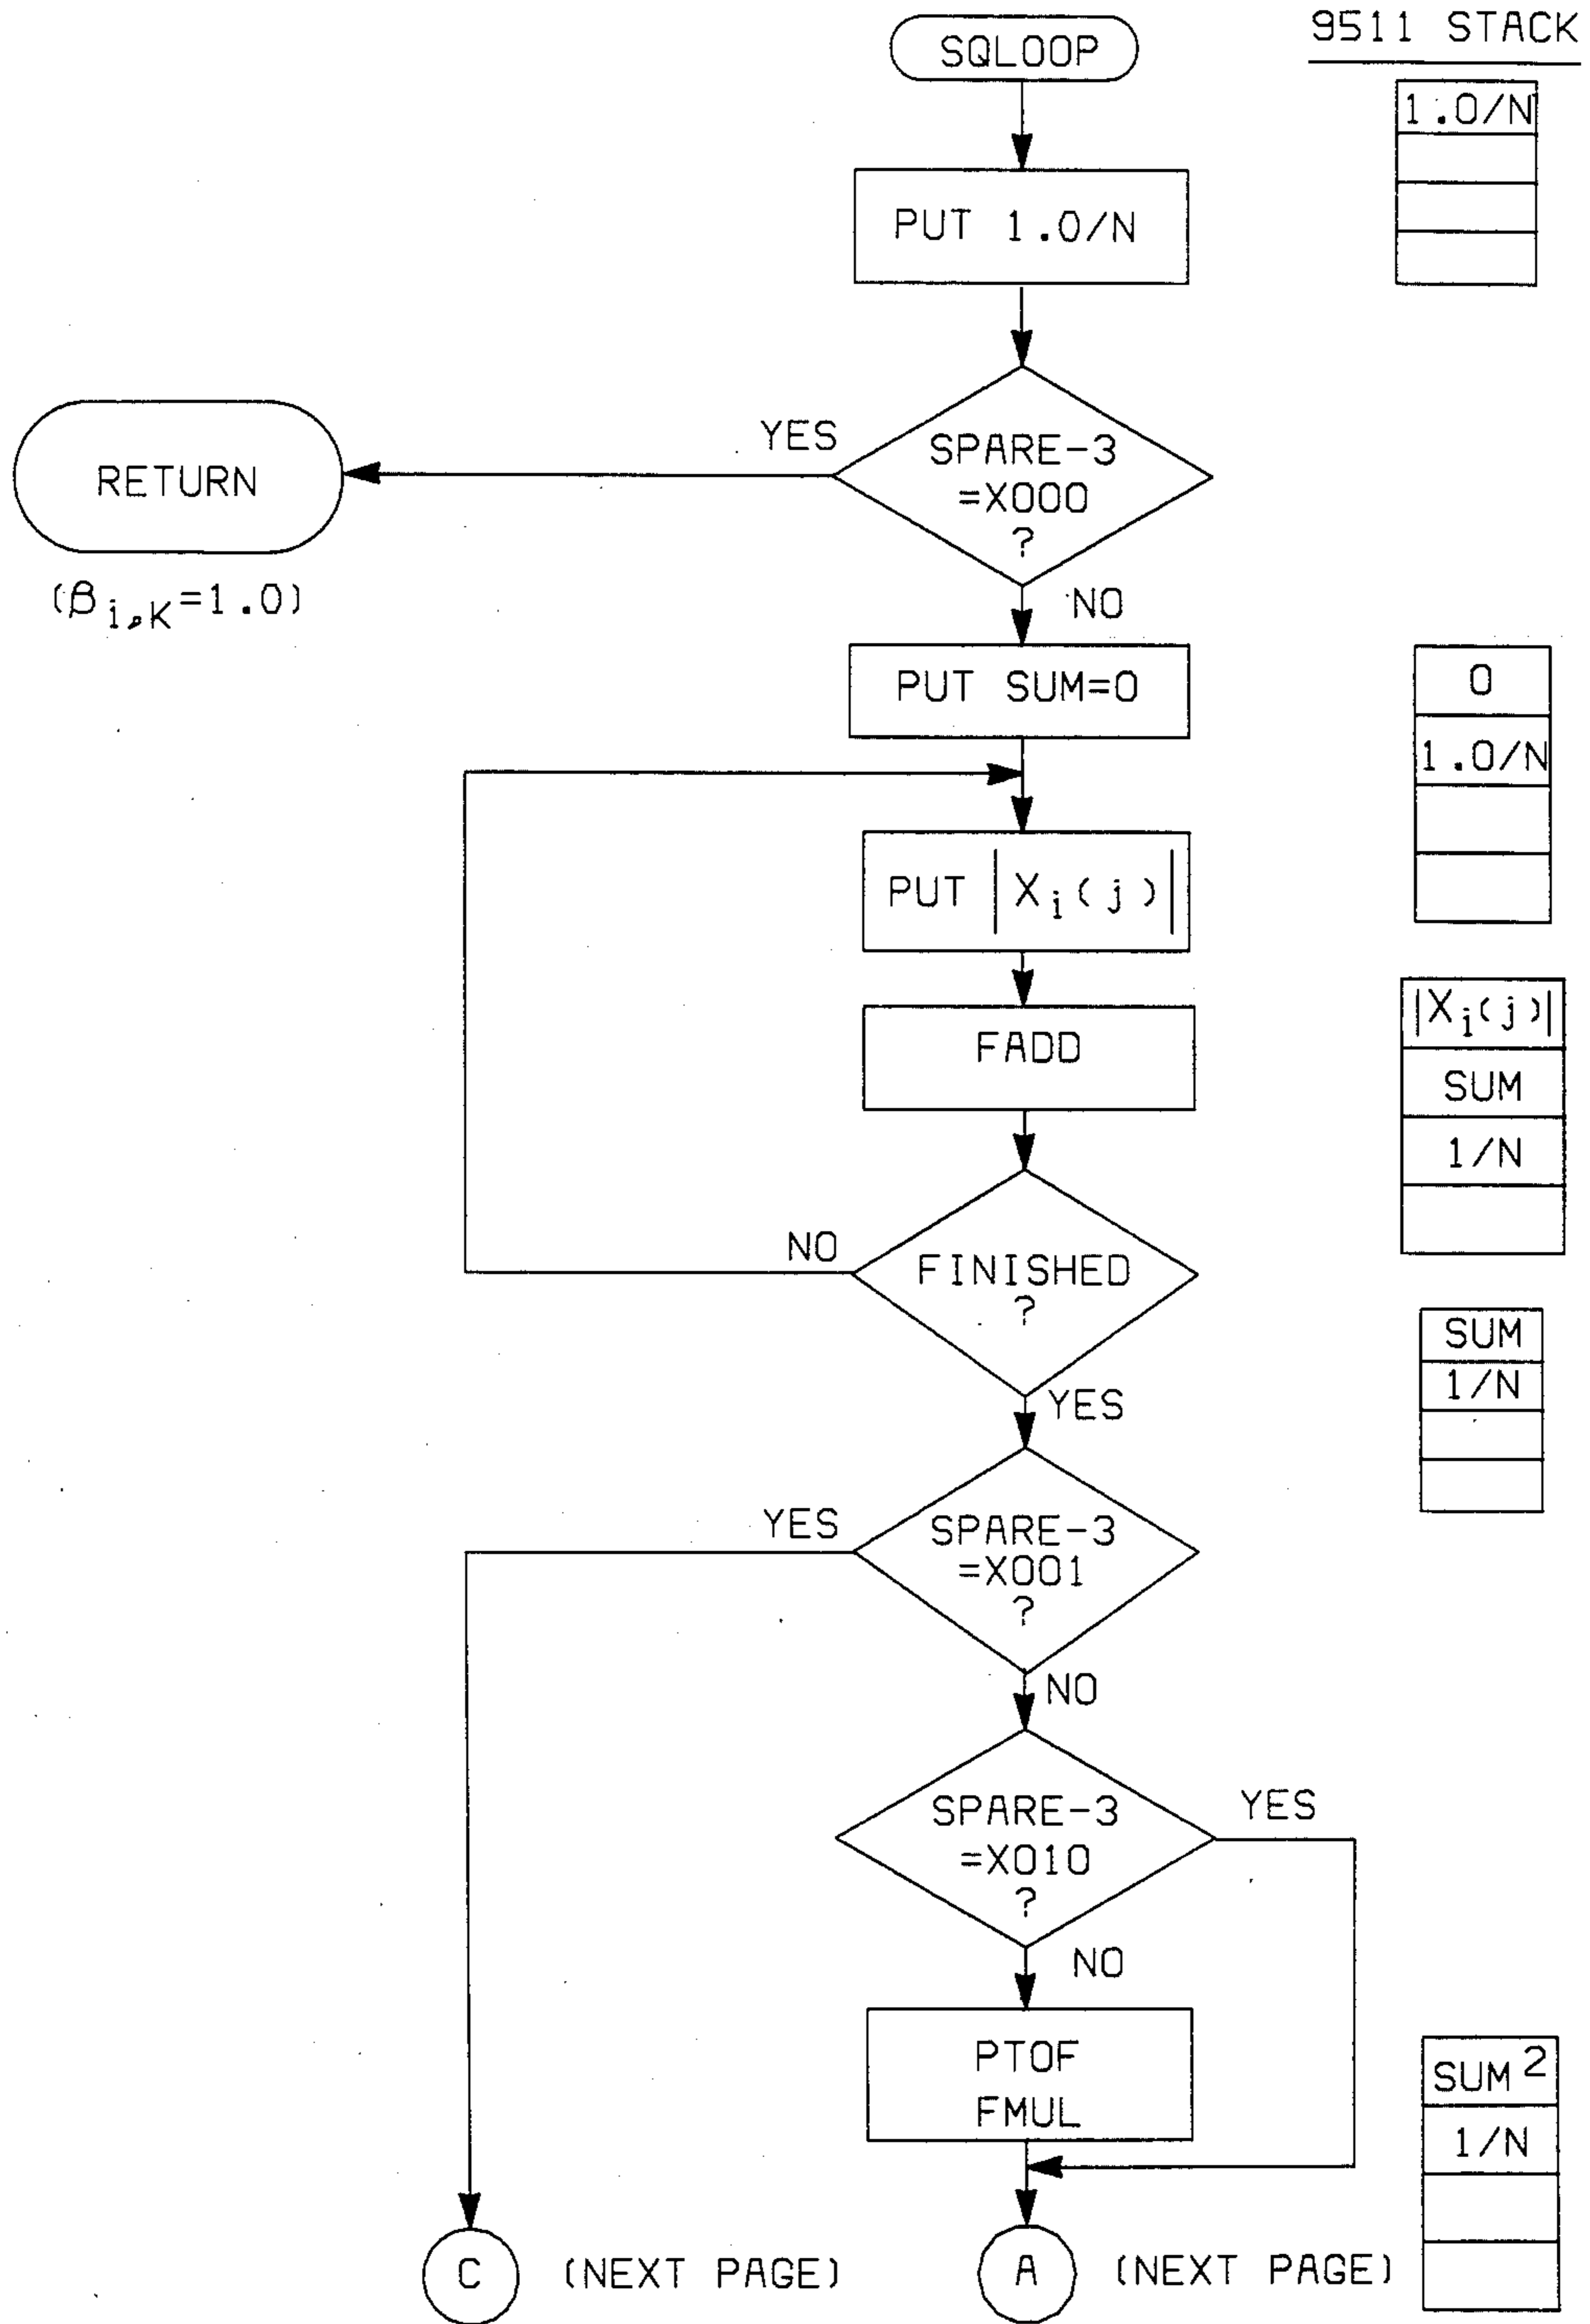 SQLOOP
9511 STACK
1.0/N
PUT 1.0/N
YES
SPARE-3
=X000
?
RETURN
(βi,K=1.0)
NO
PUT SUM=0
0
1.0/N
PUT |Xi(j)|
|Xi(j)|
SUM
1/N
FADD
NO
FINISHED
?
SUM
1/N
YES
YES
SPARE-3
=X001
?
NO
SPARE-3
=X010
?
YES
NO
PTOF
FMUL
SUM²
1/N
C
(NEXT PAGE)
A
(NEXT PAGE)